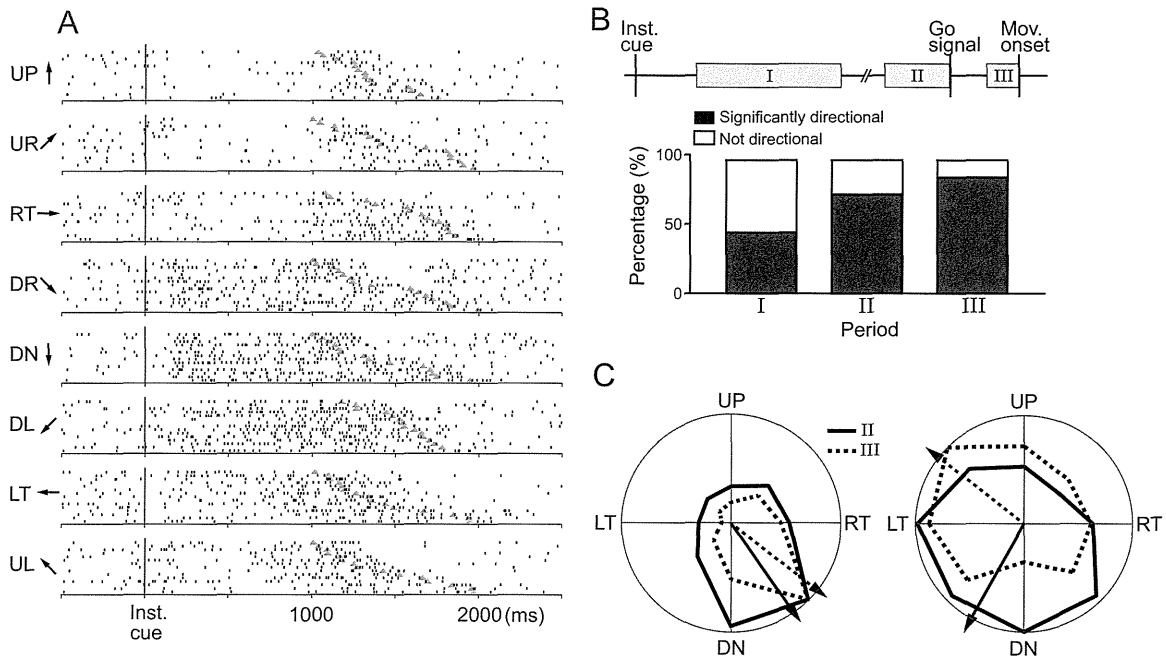 A
UP
UR
RT
DR
DN
DL
LT
UL
Inst. cue 1000 2000 (ms)
B
Inst. cue
Go signal
Mov. onset
I
II
III
Significantly directional
Not directional
Percentage (%)
100
50
0
I II III
Period
C
UP
LT
RT
DN
II
III
UP
LT
RT
DN